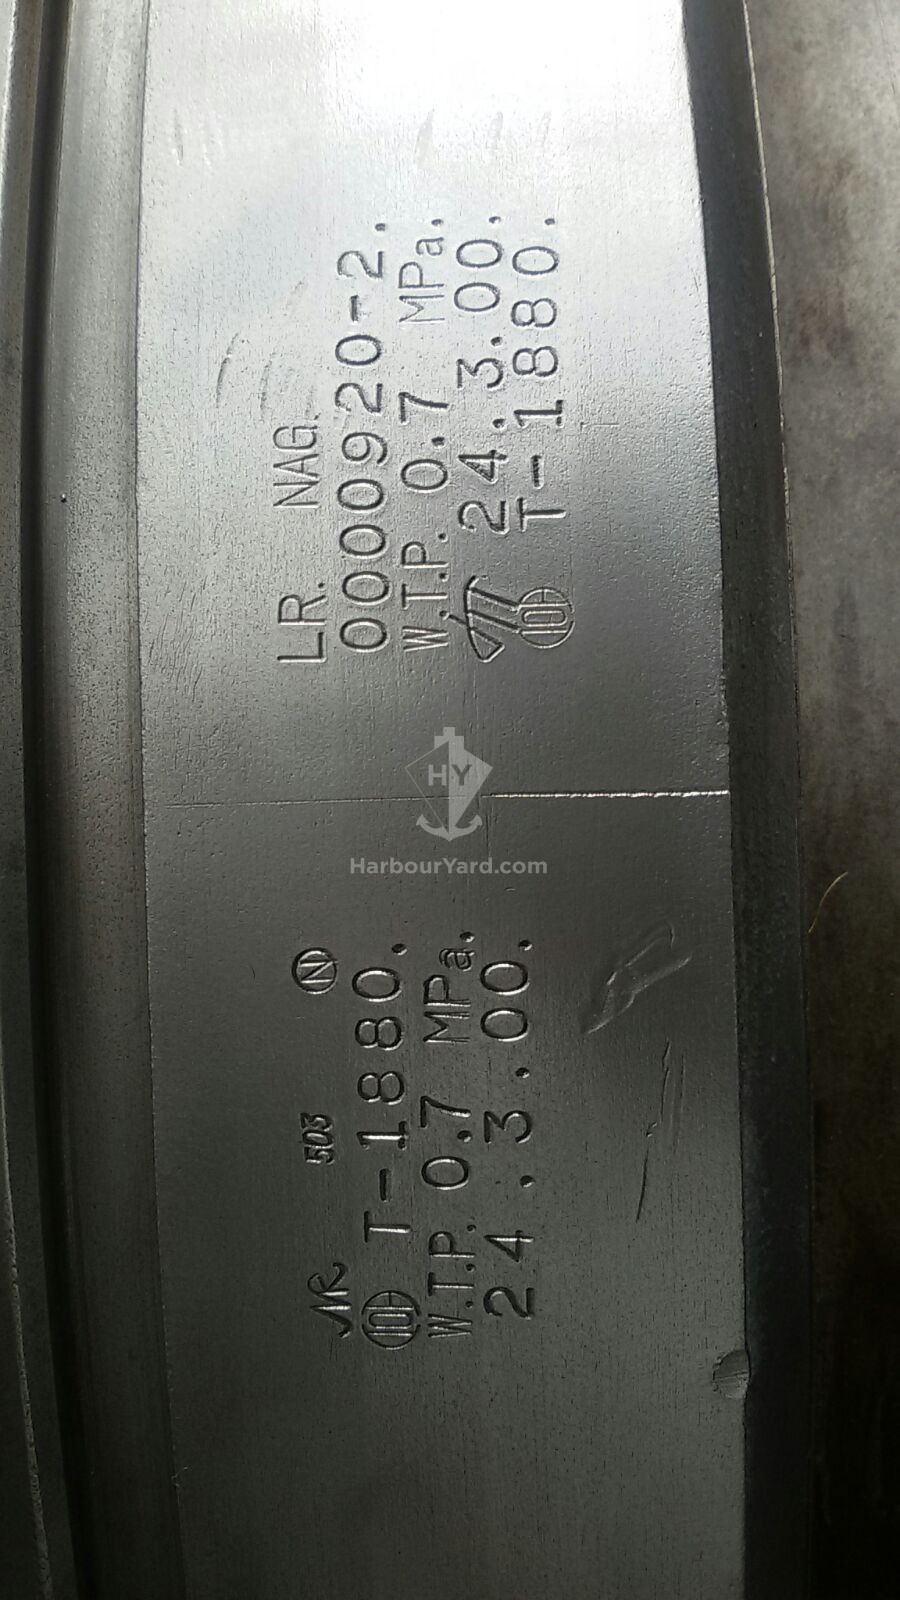 LR. NAG.
0000920-2.
W.T.P. 0.7 MPa.
24.3.00.
T-1880.
HY
HarbourYard.com
503 N
T-1880.
W.T.P. 0.7 MPa.
24.3.00.